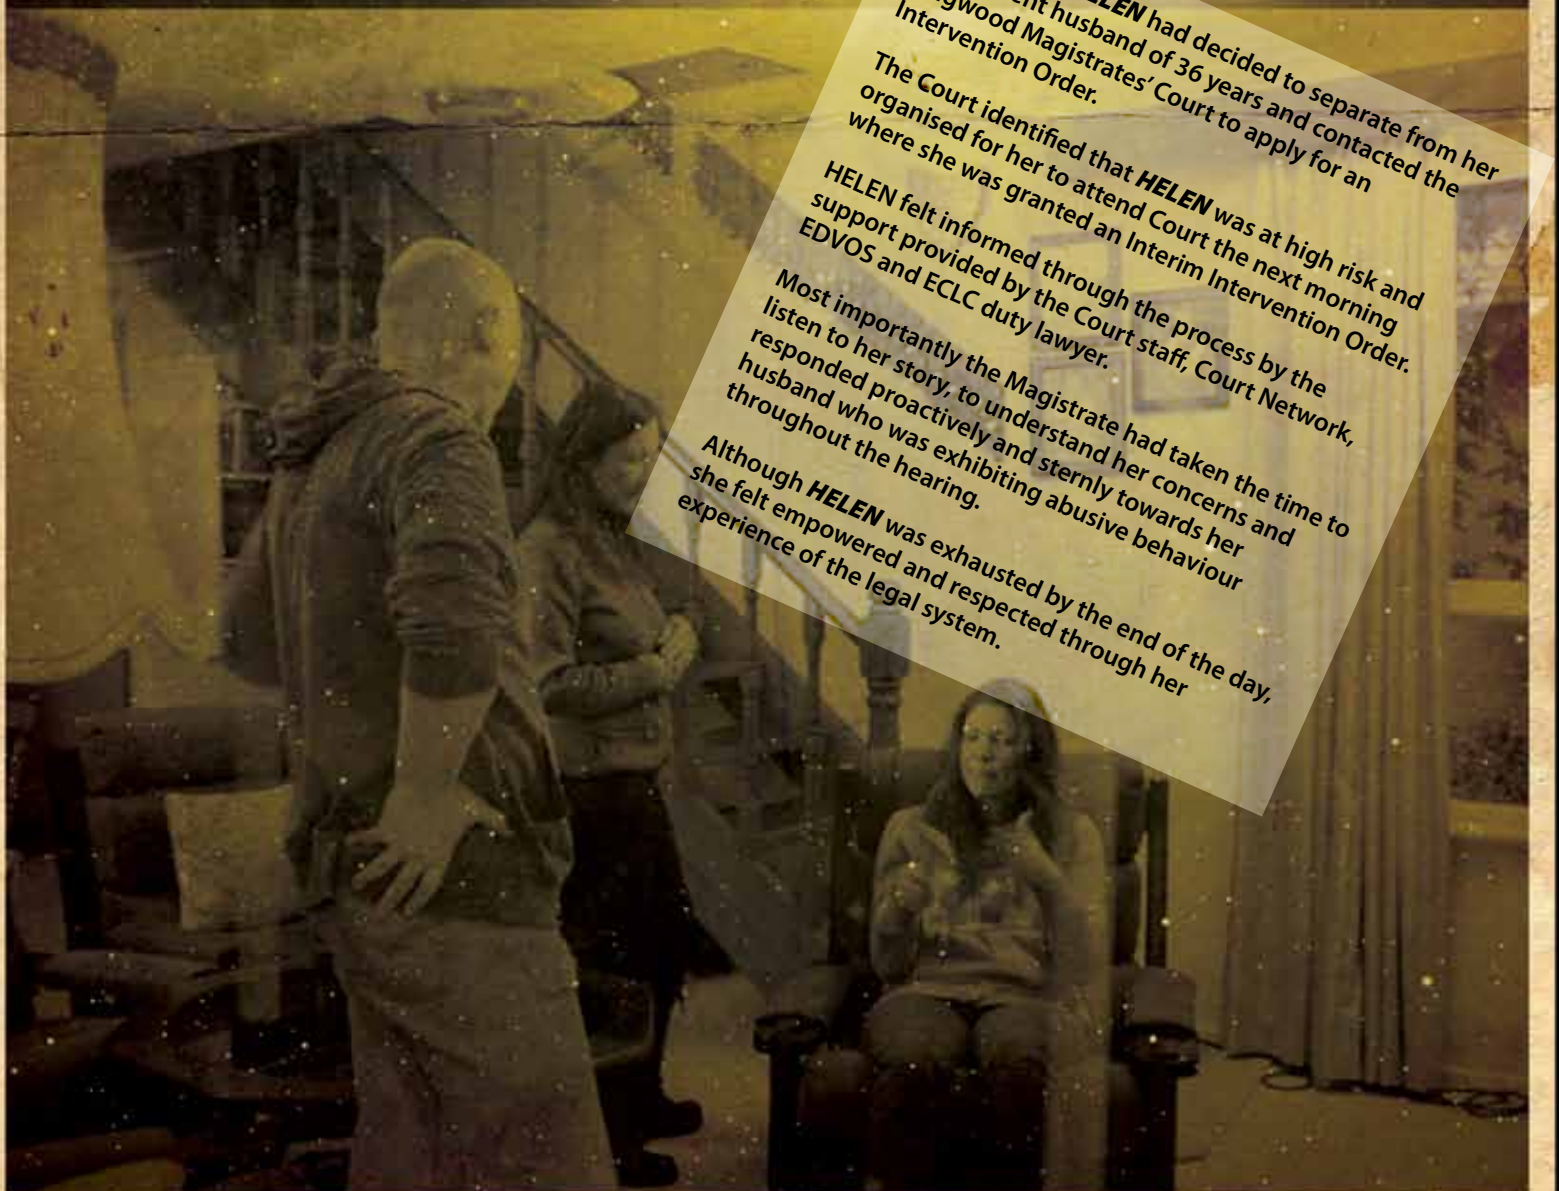 HELEN had decided to separate from her
husband of 36 years and contacted the
Magistrates’ Court to apply for an
Intervention Order.
The Court identified that HELEN was at high risk and
organised for her to attend Court the next morning
where she was granted an Interim Intervention Order.
HELEN felt informed through the process by the
support provided by the Court staff, Court Network,
EDVOS and ECLC duty lawyer.
Most importantly the Magistrate had taken the time to
listen to her story, to understand her concerns and
responded proactively and sternly towards her
husband who was exhibiting abusive behaviour
throughout the hearing.
Although HELEN was exhausted by the end of the day,
she felt empowered and respected through her
experience of the legal system.